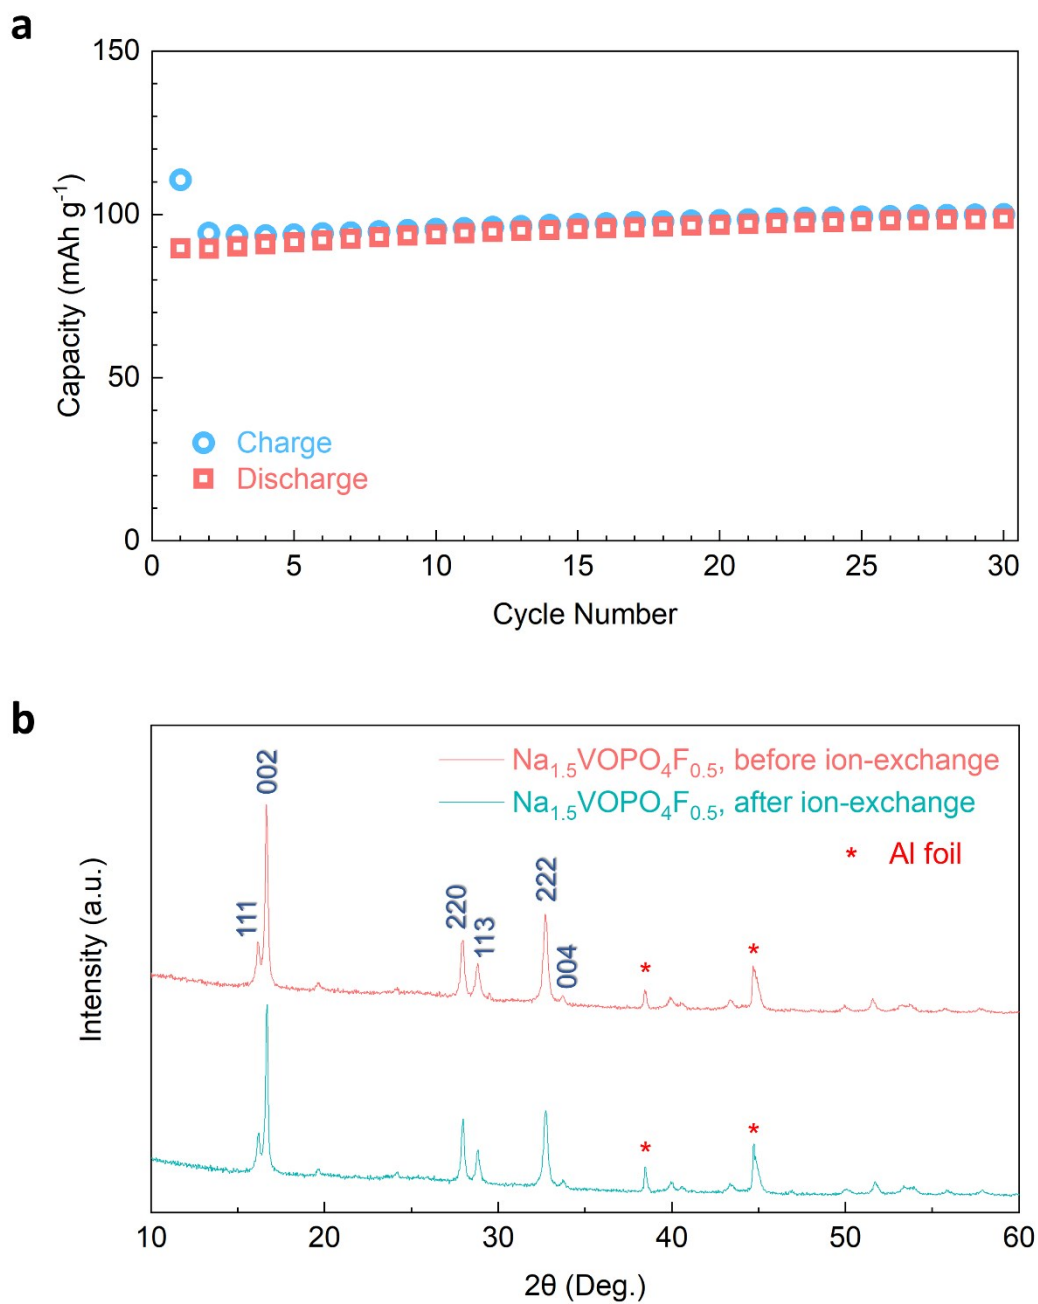 a
150
100
50
0
Capacity (mAh g⁻¹)
Charge
Discharge
0 5 10 15 20 25 30
Cycle Number
b
Na₁.₅VOPO₄F₀.₅, before ion-exchange
Na₁.₅VOPO₄F₀.₅, after ion-exchange
* Al foil
111
002
220
113
222
004
*
*
*
*
Intensity (a.u.)
10 20 30 40 50 60
2θ (Deg.)